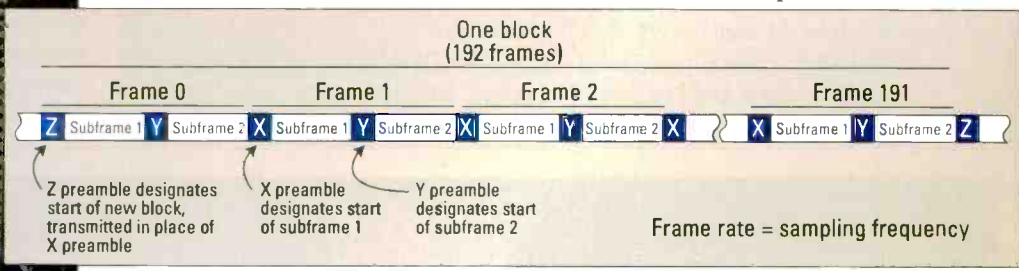 One block
(192 frames)
Frame 0 Frame 1 Frame 2 Frame 191
Z Subframe 1 Y Subframe 2 X Subframe 1 Y Subframe 2 X Subframe 1 Y Subframe 2 X X Subframe 1 Y Subframe 2 Z
Z preamble designates
start of new block,
transmitted in place of
X preamble
X preamble
designates start
of subframe 1
Y preamble
designates start
of subframe 2
Frame rate = sampling frequency